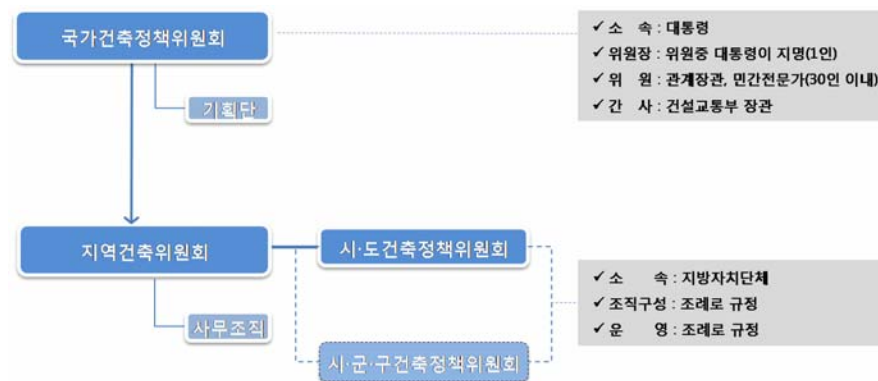 국가건축정책위원회
✓ 소 속 : 대통령
✓ 위원장 : 위원중 대통령이 지명(1인)
✓ 위 원 : 관계장관, 민간전문가(30인 이내)
✓ 간 사 : 건설교통부 장관
기획단
지역건축위원회
시·도건축정책위원회
✓ 소 속 : 지방자치단체
✓ 조직구성 : 조례로 규정
✓ 운 영 : 조례로 규정
사무조직
시·군·구건축정책위원회